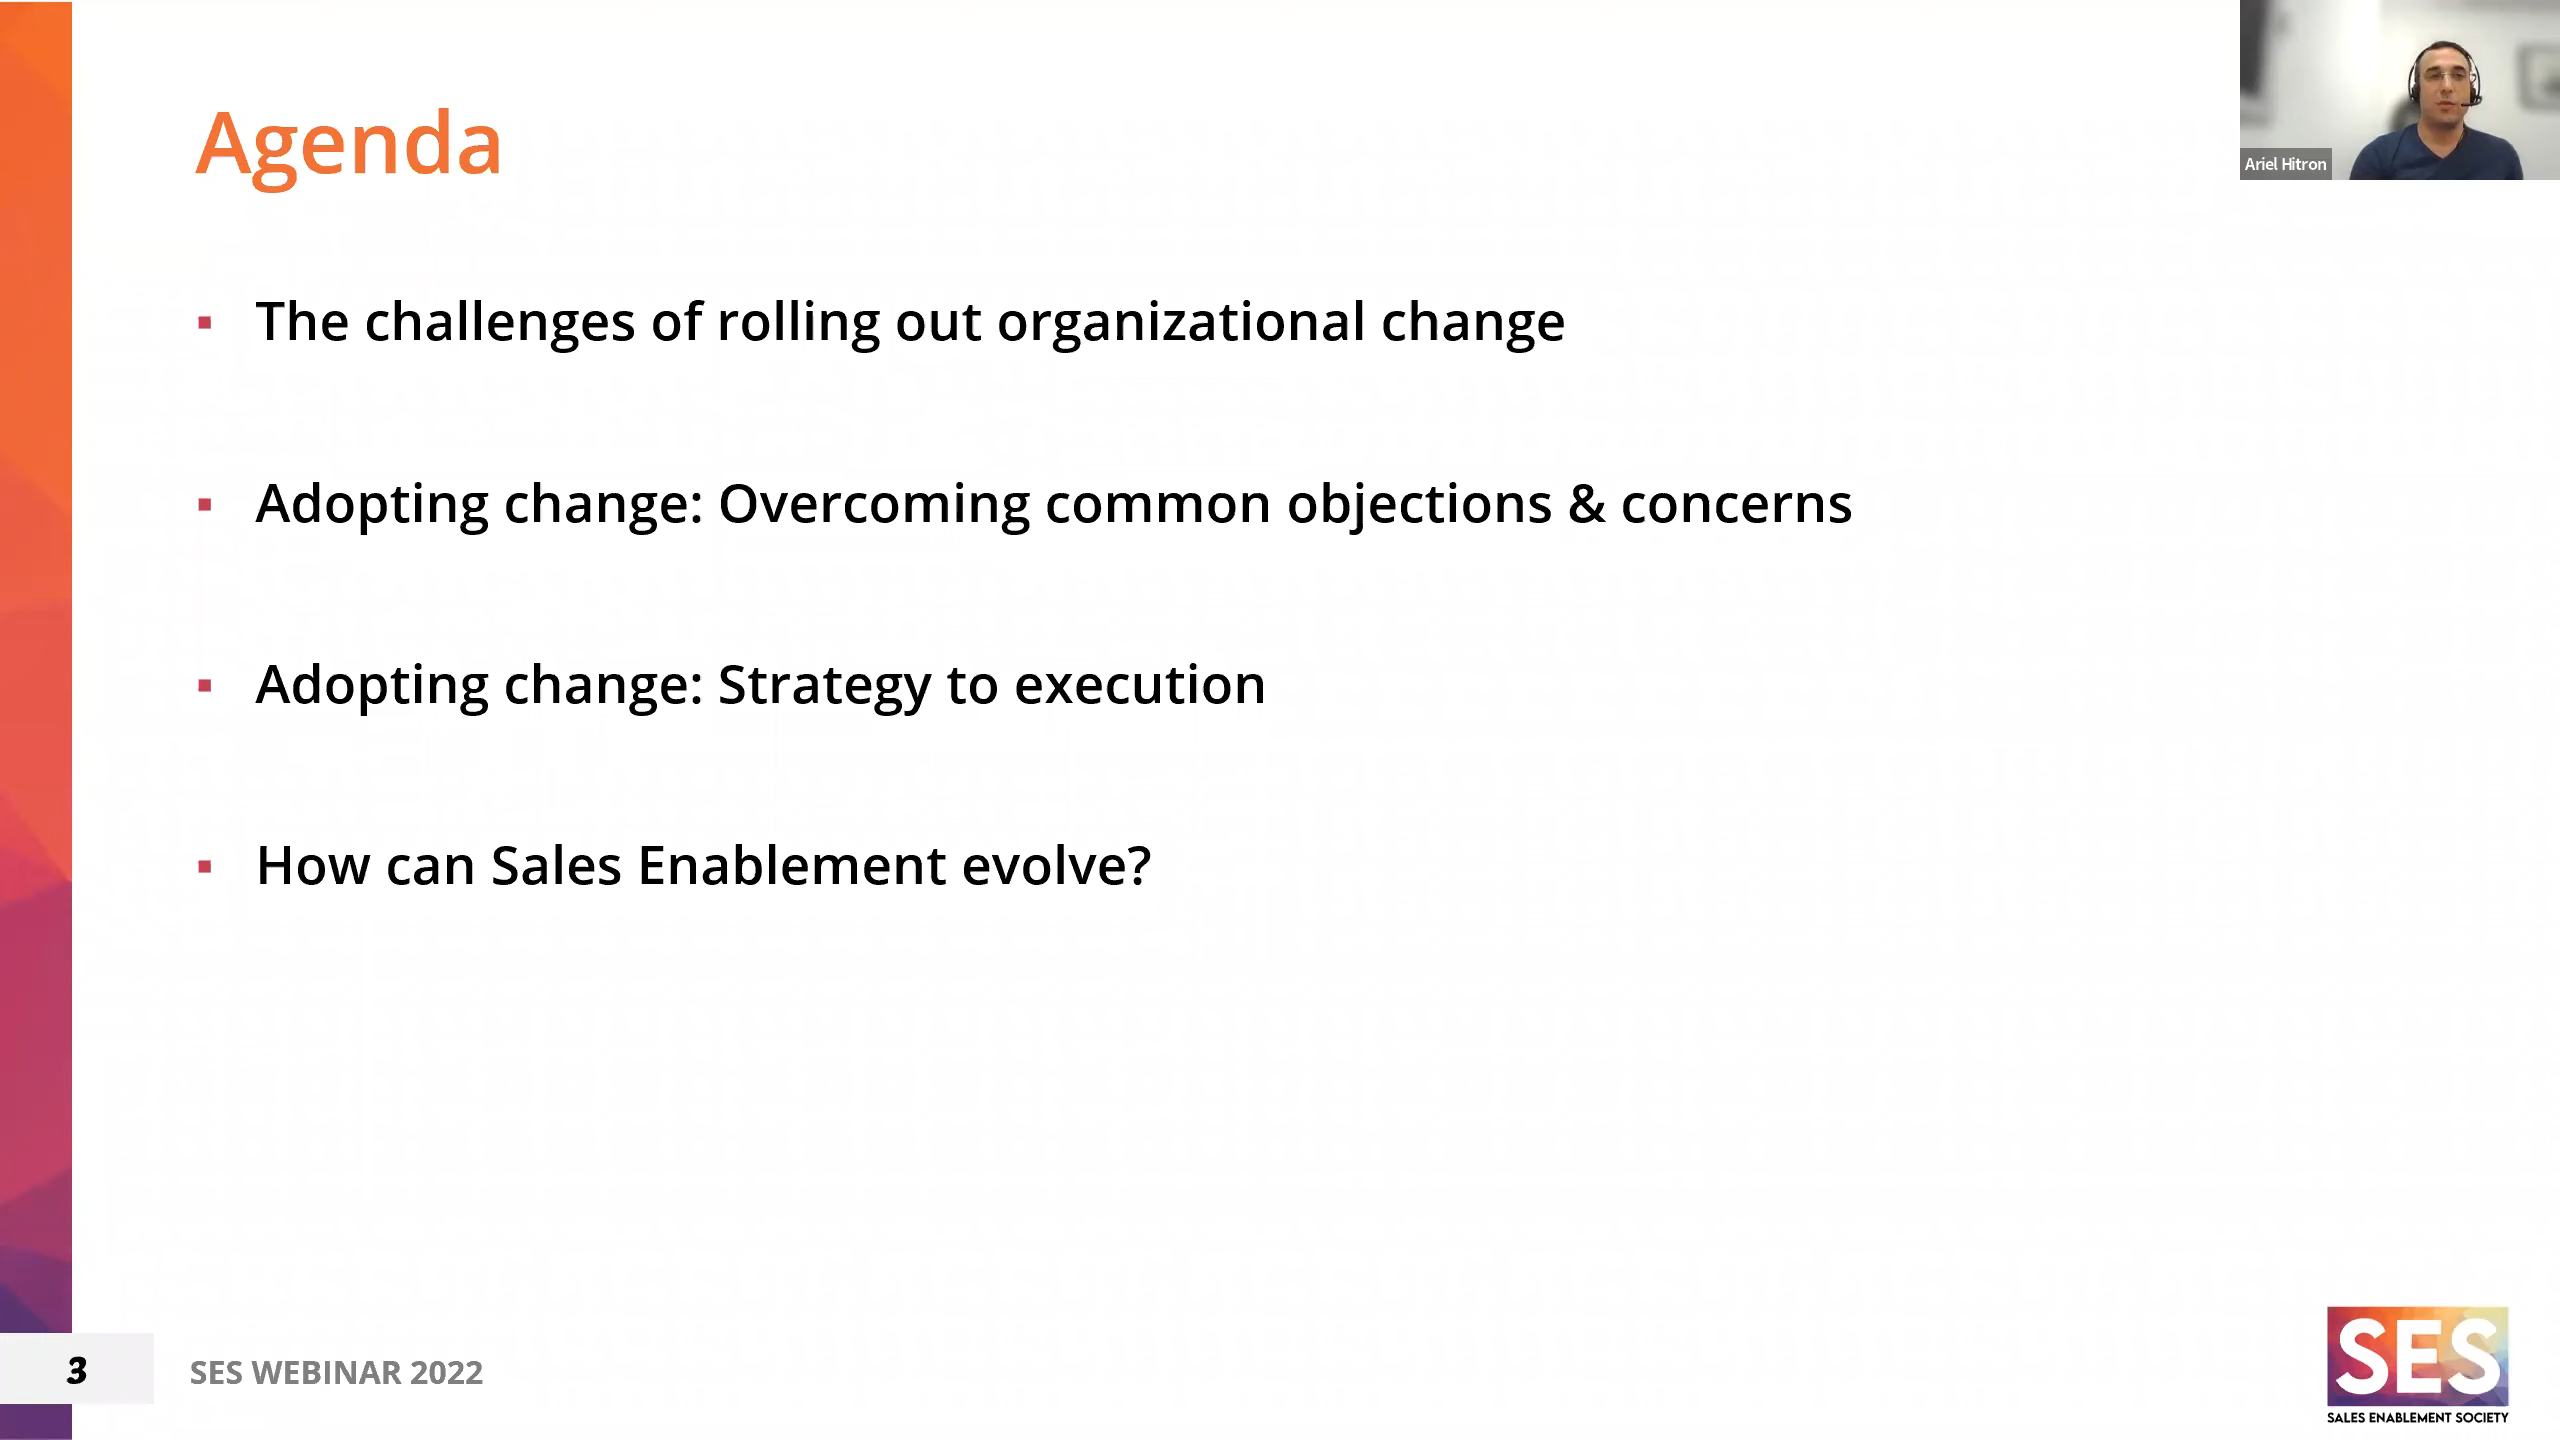 Agenda
Ariel Hitron
▪ The challenges of rolling out organizational change
▪ Adopting change: Overcoming common objections & concerns
▪ Adopting change: Strategy to execution
▪ How can Sales Enablement evolve?
3
SES WEBINAR 2022
SES
SALES ENABLEMENT SOCIETY